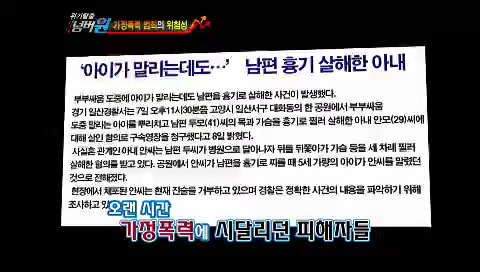 위기탈출
넘버원
가정폭력 범죄의 위험성
‘아이가 말리는데도…’ 남편 흉기 살해한 아내
부부싸움 도중에 아이가 말리는데도 남편을 흉기로 살해한 사건이 발생했다.
경기 일산경찰서는 7일 오후11시30분쯤 고양시 일산서구 대화동의 한 공원에서 부부싸움
도중 말리는 아이를 뿌리치고 남편 두모(41)씨의 목과 가슴을 흉기로 찔러 살해한 아내 안모(29)씨에
대해 살인 혐의로 구속영장을 청구했다고 8일 밝혔다.
사실혼 관계인 아내 안씨는 남편 두씨가 병원으로 달아나자 뒤를 뒤쫓아가 가슴 등을 세 차례 찔러
살해한 혐의를 받고 있다. 공원에서 안씨가 남편을 흉기로 찌를 때 5세 가량의 아이가 안씨를 말렸던
것으로 전해졌다.
현장에서 체포된 안씨는 현재 진술을 거부하고 있으며 경찰은 정확한 사건의 내용을 파악하기 위해
조사하고 있
오랜 시간
가정폭력에 시달리던 피해자들